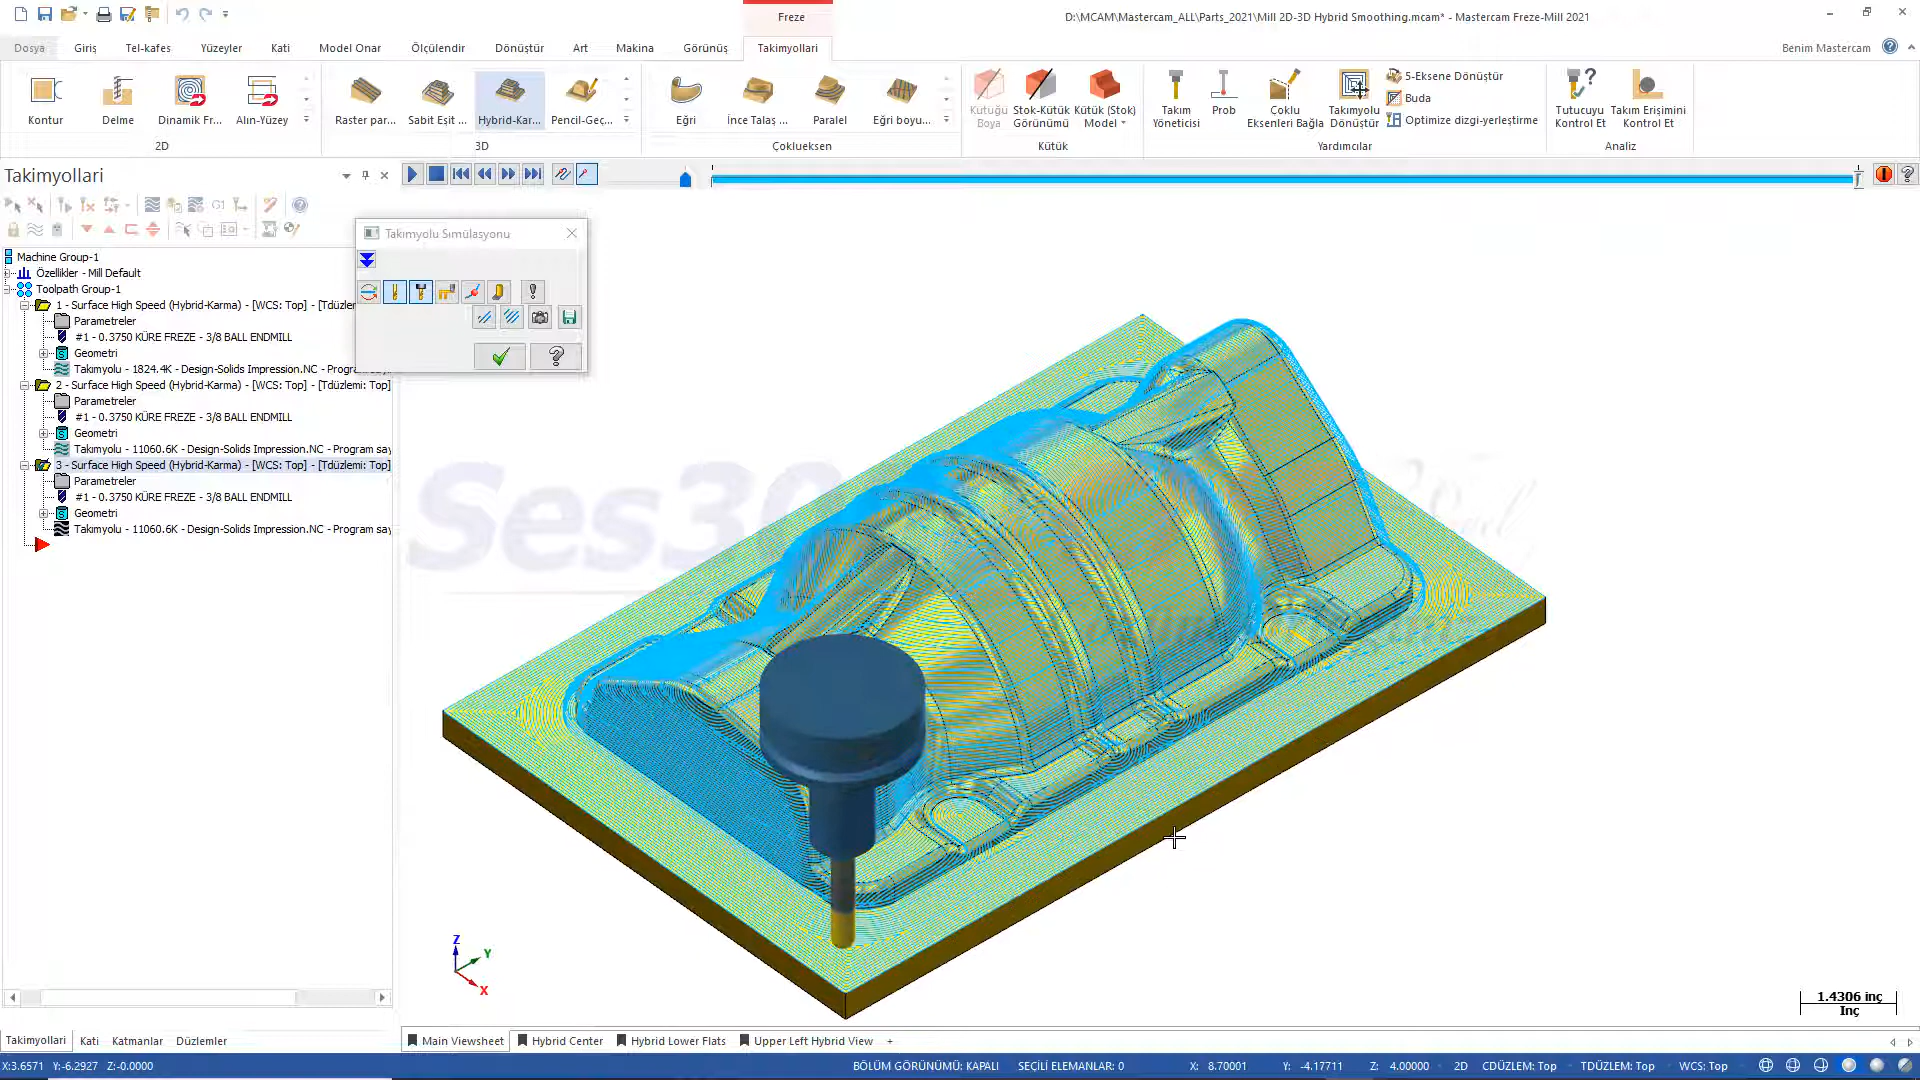 Freze
D:\MCAM\Mastercam_ALL\Parts_2021\Mill 2D-3D Hybrid Smoothing.mcam* - Mastercam Freze-Mill 2021
Dosya Giriş Tel-kafes Yüzeyler Kati Model Onar Ölçülendir Dönüştür Art Makina Görünüş Takimyollari Benim Mastercam
Kontur Delme Dinamik Fr... Alın-Yüzey
2D
Raster par... Sabit Eşit ... Hybrid-Kar... Pencil-Geç...
3D
Eğri İnce Talaş ... Paralel Eğri boyu...
Çoklueksen
Kutuğu Boya
Stok-Kütük Görünümü
Kütük (Stok) Model
Kütük
Takım Yöneticisi
Prob
Çoklu Eksenleri Bağla
Takımyolu Dönüştür
5-Eksene Dönüştür
Buda
Optimize dizgi-yerleştirme
Yardımcılar
Tutucuyu Kontrol Et
Takım Erişimini Kontrol Et
Analiz
Takimyollari
G1
Machine Group-1
Özellikler - Mill Default
Toolpath Group-1
1 - Surface High Speed (Hybrid-Karma) - [WCS: Top] - [Tdüzle
Parametreler
#1 - 0.3750 KÜRE FREZE - 3/8 BALL ENDMILL
Geometri
Takımyolu - 1824.4K - Design-Solids Impression.NC - Program
2 - Surface High Speed (Hybrid-Karma) - [WCS: Top] - [Tdüzlemi: Top]
Parametreler
#1 - 0.3750 KÜRE FREZE - 3/8 BALL ENDMILL
Geometri
Takımyolu - 11060.6K - Design-Solids Impression.NC - Program say
3 - Surface High Speed (Hybrid-Karma) - [WCS: Top] - [Tdüzlemi: Top]
Parametreler
#1 - 0.3750 KÜRE FREZE - 3/8 BALL ENDMILL
Geometri
Takımyolu - 11060.6K - Design-Solids Impression.NC - Program say
Takımyolu Simülasyonu
Ses3
Z
Y
X
1.4306 inç
Inç
Takimyollari Kati Katmanlar Düzlemler
Main Viewsheet Hybrid Center Hybrid Lower Flats Upper Left Hybrid View +
X:3.6571 Y:-6.2927 Z:-0.0000 BÖLÜM GÖRÜNÜMÜ: KAPALI SEÇİLİ ELEMANLAR: 0 X: 8.70001 Y: -4.17711 Z: 4.00000 2D CDÜZLEM: Top TDÜZLEM: Top WCS: Top